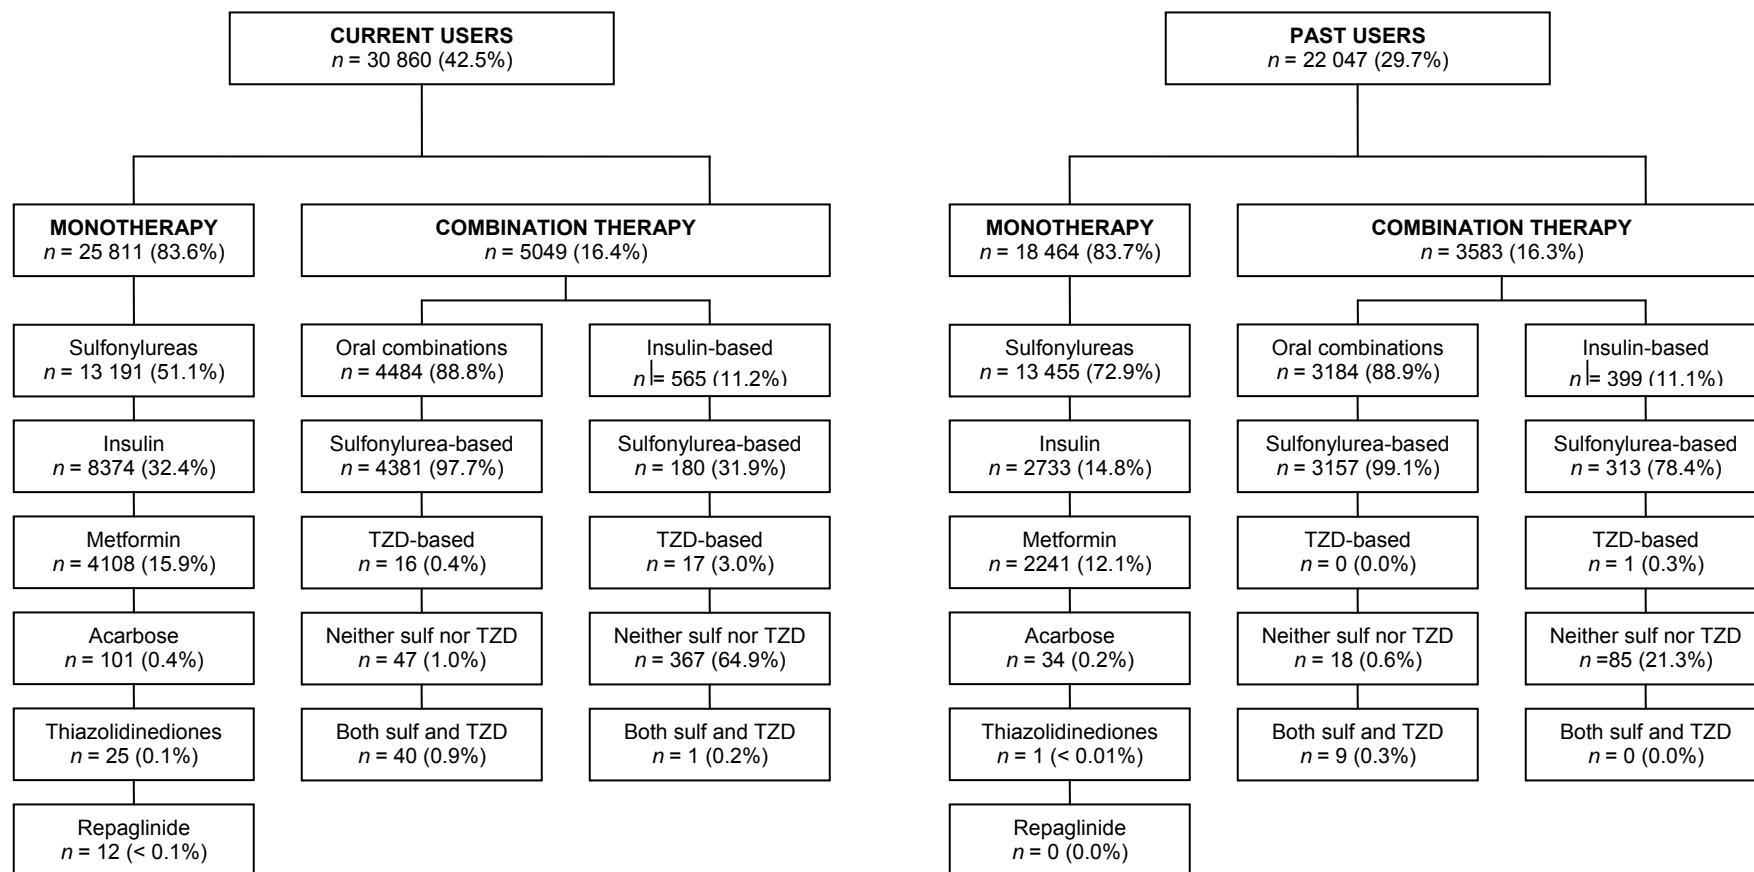 CURRENT USERS
n = 30 860 (42.5%)
MONOTHERAPY
n = 25 811 (83.6%)
COMBINATION THERAPY
n = 5049 (16.4%)
Sulfonylureas
n = 13 191 (51.1%)
Insulin
n = 8374 (32.4%)
Metformin
n = 4108 (15.9%)
Acarbose
n = 101 (0.4%)
Thiazolidinediones
n = 25 (0.1%)
Repaglinide
n = 12 (< 0.1%)
Oral combinations
n = 4484 (88.8%)
Sulfonylurea-based
n = 4381 (97.7%)
TZD-based
n = 16 (0.4%)
Neither sulf nor TZD
n = 47 (1.0%)
Both sulf and TZD
n = 40 (0.9%)
Insulin-based
n = 565 (11.2%)
Sulfonylurea-based
n = 180 (31.9%)
TZD-based
n = 17 (3.0%)
Neither sulf nor TZD
n = 367 (64.9%)
Both sulf and TZD
n = 1 (0.2%)
PAST USERS
n = 22 047 (29.7%)
MONOTHERAPY
n = 18 464 (83.7%)
COMBINATION THERAPY
n = 3583 (16.3%)
Sulfonylureas
n = 13 455 (72.9%)
Insulin
n = 2733 (14.8%)
Metformin
n = 2241 (12.1%)
Acarbose
n = 34 (0.2%)
Thiazolidinediones
n = 1 (< 0.01%)
Repaglinide
n = 0 (0.0%)
Oral combinations
n = 3184 (88.9%)
Sulfonylurea-based
n = 3157 (99.1%)
TZD-based
n = 0 (0.0%)
Neither sulf nor TZD
n = 18 (0.6%)
Both sulf and TZD
n = 9 (0.3%)
Insulin-based
n = 399 (11.1%)
Sulfonylurea-based
n = 313 (78.4%)
TZD-based
n = 1 (0.3%)
Neither sulf nor TZD
n =85 (21.3%)
Both sulf and TZD
n = 0 (0.0%)